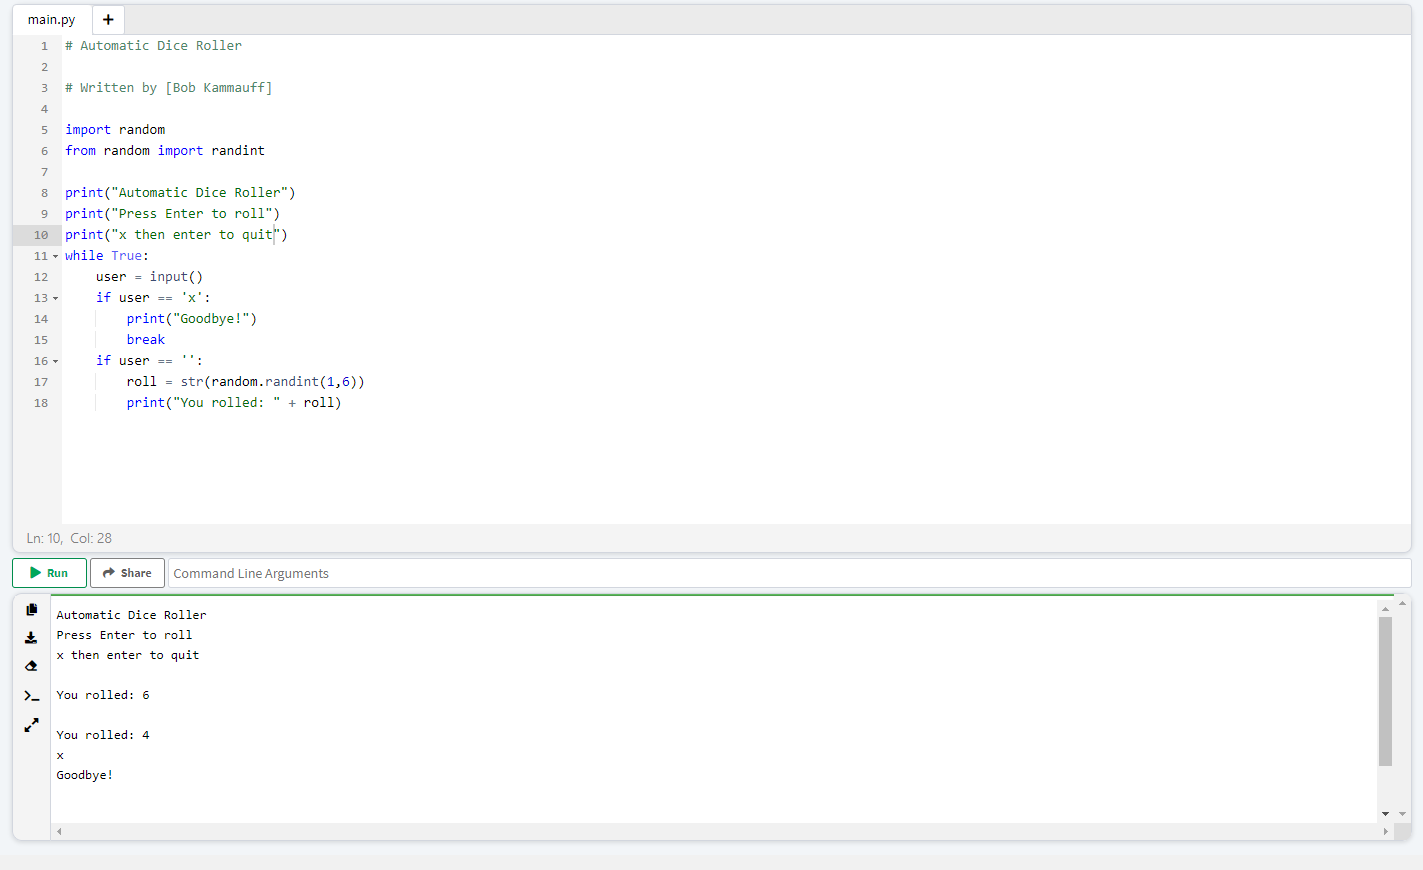 main.py +
1 # Automatic Dice Roller
2
3 # Written by [Bob Kammauff]
4
5 import random
6 from random import randint
7
8 print("Automatic Dice Roller")
9 print("Press Enter to roll")
10 print("x then enter to quit")
11 while True:
12     user = input()
13     if user == 'x':
14         print("Goodbye!")
15         break
16     if user == '':
17         roll = str(random.randint(1,6))
18         print("You rolled: " + roll)
Ln: 10, Col: 28
Run Share Command Line Arguments
Automatic Dice Roller
Press Enter to roll
x then enter to quit
You rolled: 6
You rolled: 4
x
Goodbye!